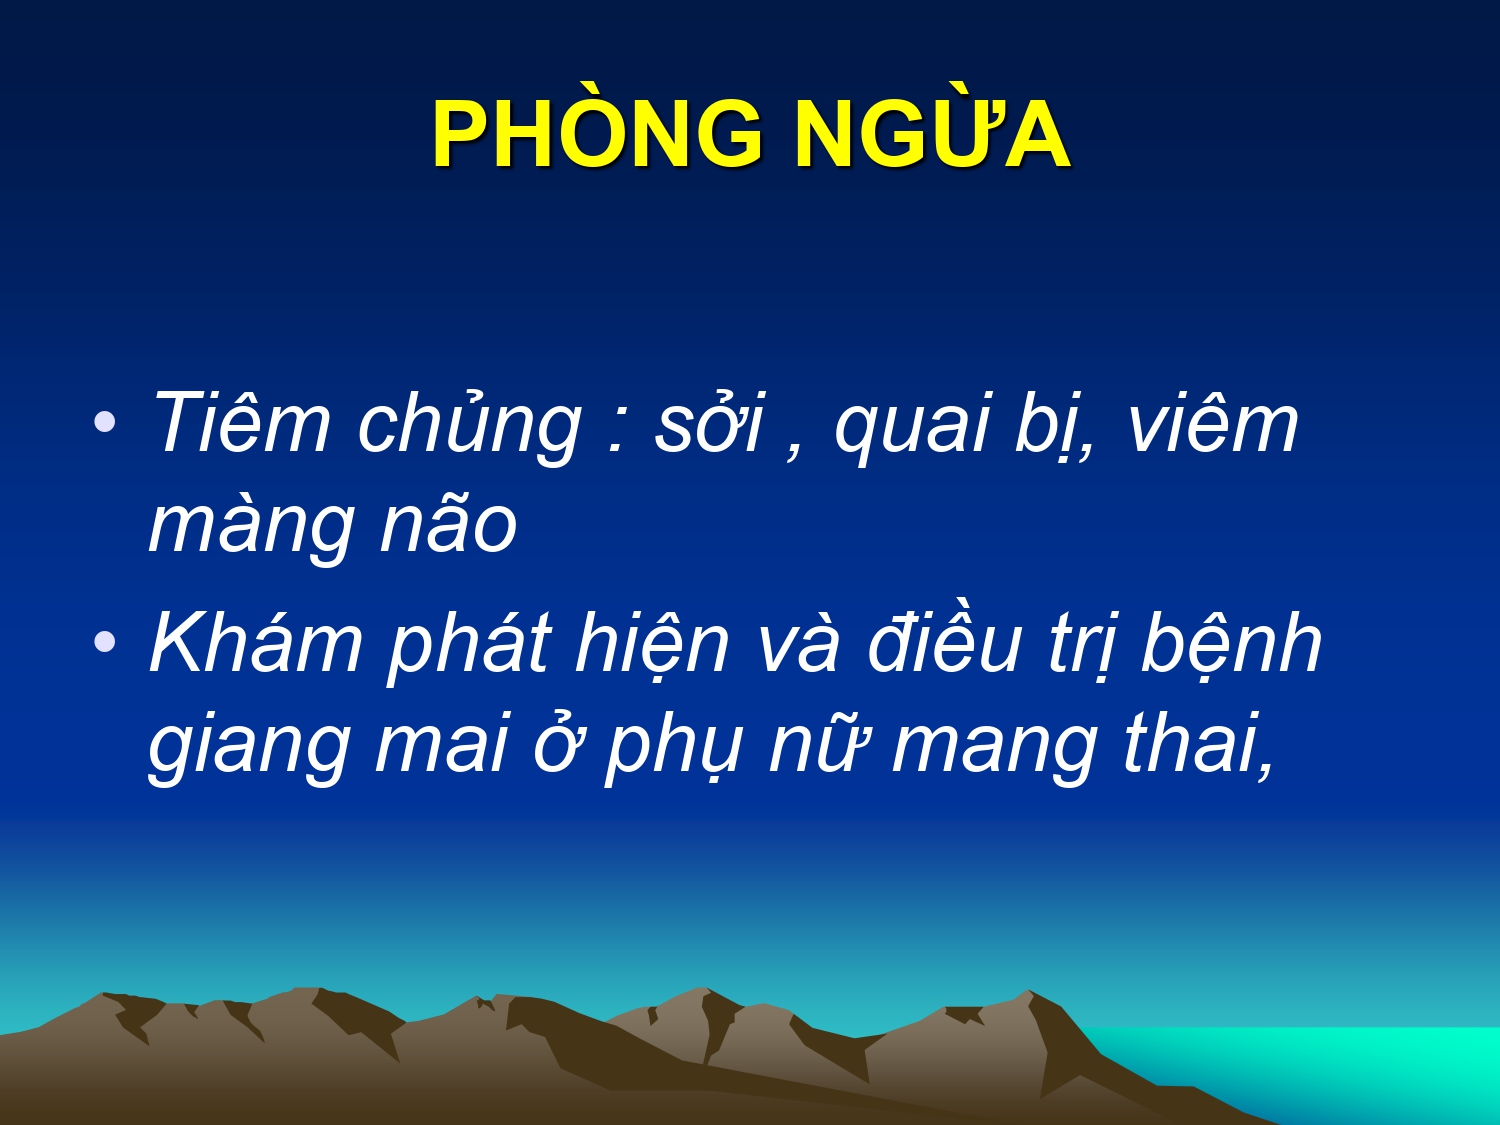 PHÒNG NGỪA
• Tiêm chủng : sởi , quai bị, viêm
màng não
• Khám phát hiện và điều trị bệnh
giang mai ở phụ nữ mang thai,